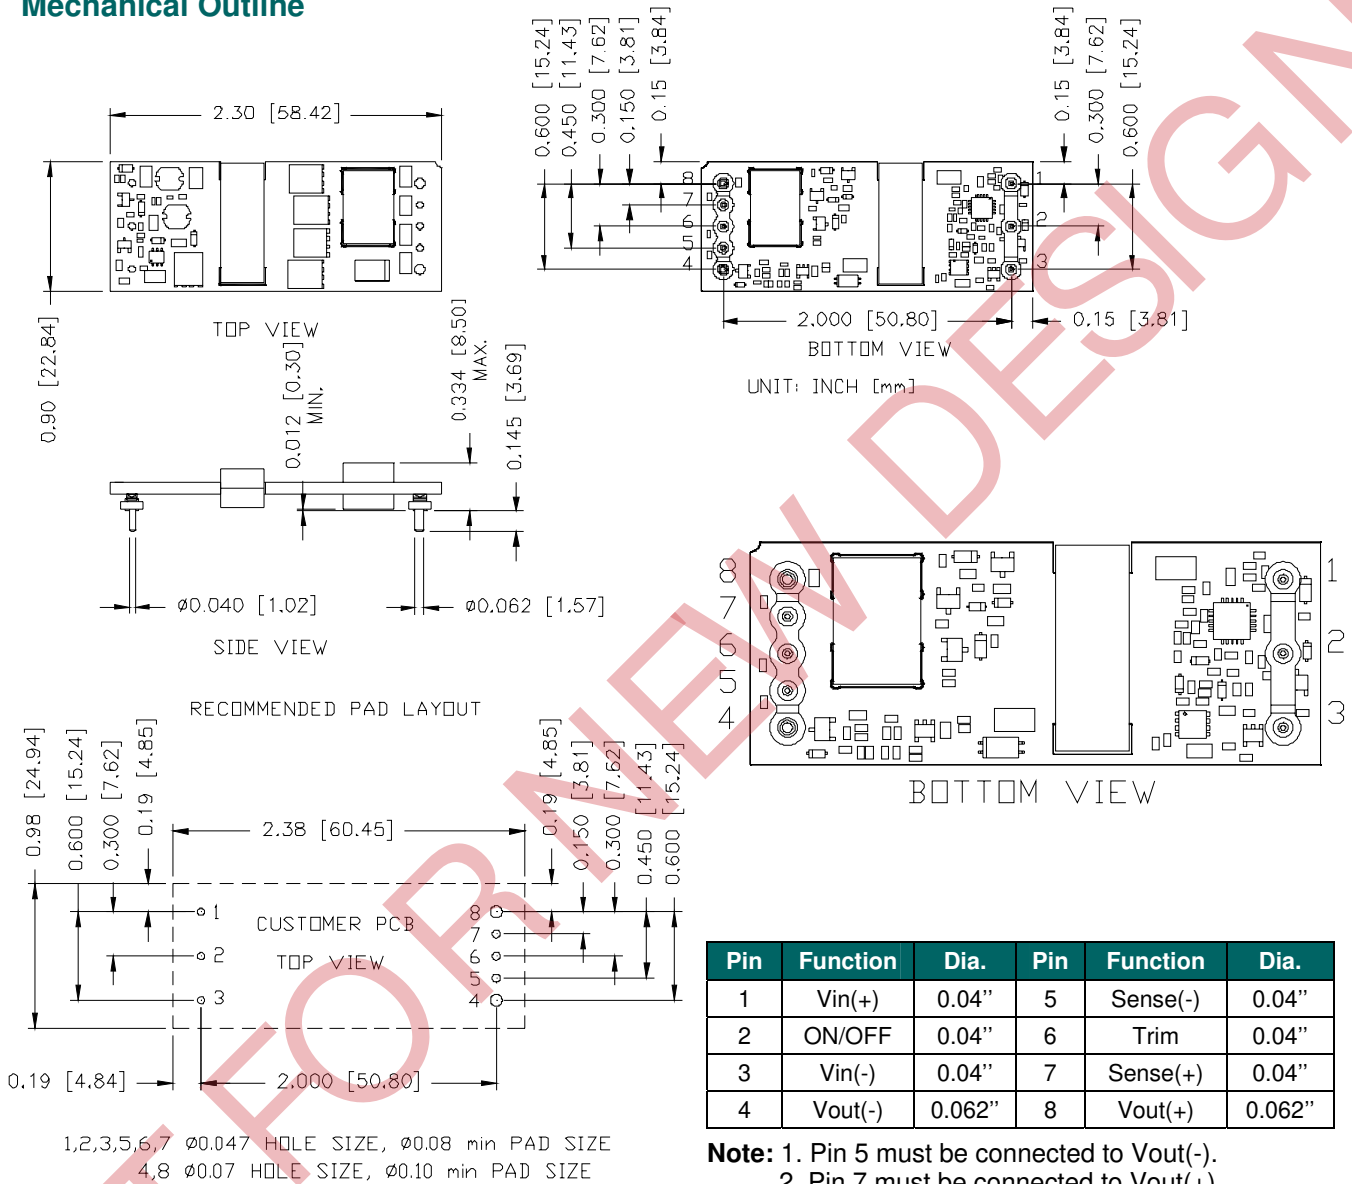 Mechanical Outline
2.30 [58.42]
0.90 [22.84]
TOP VIEW
0.600 [15.24]
0.450 [11.43]
0.300 [7.62]
0.150 [3.81]
0.15 [3.84]
0.15 [3.84]
0.300 [7.62]
0.600 [15.24]
8
7
6
5
4
1
2
3
2.000 [50.80]
0.15 [3.81]
BOTTOM VIEW
UNIT: INCH [mm]
0.012 [0.30]
MIN.
0.334 [8.50]
MAX.
0.145 [3.69]
ø0.040 [1.02]
ø0.062 [1.57]
SIDE VIEW
8
7
6
5
4
1
2
3
BOTTOM VIEW
RECOMMENDED PAD LAYOUT
0.98 [24.94]
0.600 [15.24]
0.300 [7.62]
0.19 [4.85]
2.38 [60.45]
0.19 [4.85]
0.150 [3.81]
0.300 [7.62]
0.450 [11.43]
0.600 [15.24]
1
2
3
CUSTOMER PCB
TOP VIEW
8
7
6
5
4
0.19 [4.84]
2.000 [50.80]
1,2,3,5,6,7 ø0.047 HOLE SIZE, ø0.08 min PAD SIZE
4,8 ø0.07 HOLE SIZE, ø0.10 min PAD SIZE
Pin Function Dia. Pin Function Dia.
1 Vin(+) 0.04’’ 5 Sense(-) 0.04’’
2 ON/OFF 0.04’’ 6 Trim 0.04’’
3 Vin(-) 0.04’’ 7 Sense(+) 0.04’’
4 Vout(-) 0.062’’ 8 Vout(+) 0.062’’
Note: 1. Pin 5 must be connected to Vout(-).
2. Pin 7 must be connected to Vout(+).
T FOR NEW DESIGN